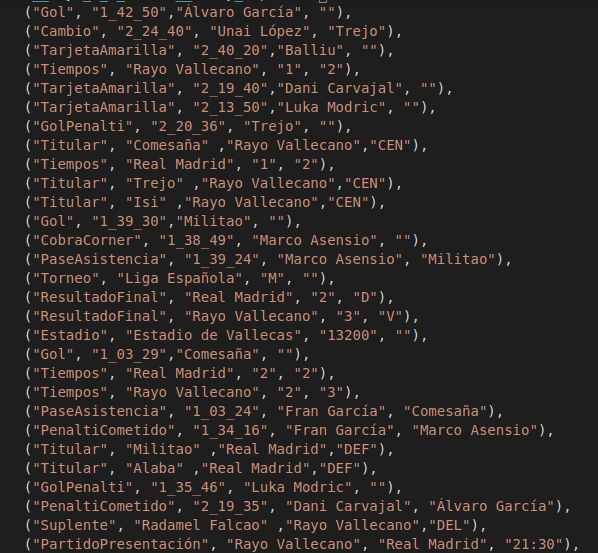 ("Gol", "1_42_50","Álvaro García", ""),
("Cambio", "2_24_40", "Unai López", "Trejo"),
("TarjetaAmarilla", "2_40_20","Balliu", ""),
("Tiempos", "Rayo Vallecano", "1", "2"),
("TarjetaAmarilla", "2_19_40","Dani Carvajal", ""),
("TarjetaAmarilla", "2_13_50","Luka Modric", ""),
("GolPenalti", "2_20_36", "Trejo", ""),
("Titular", "Comesaña" ,"Rayo Vallecano","CEN"),
("Tiempos", "Real Madrid", "1", "2"),
("Titular", "Trejo" ,"Rayo Vallecano","CEN"),
("Titular", "Isi" ,"Rayo Vallecano","CEN"),
("Gol", "1_39_30","Militao", ""),
("CobraCorner", "1_38_49", "Marco Asensio", ""),
("PaseAsistencia", "1_39_24", "Marco Asensio", "Militao"),
("Torneo", "Liga Española", "M", ""),
("ResultadoFinal", "Real Madrid", "2", "D"),
("ResultadoFinal", "Rayo Vallecano", "3", "V"),
("Estadio", "Estadio de Vallecas", "13200", ""),
("Gol", "1_03_29","Comesaña", ""),
("Tiempos", "Real Madrid", "2", "2"),
("Tiempos", "Rayo Vallecano", "2", "3"),
("PaseAsistencia", "1_03_24", "Fran García", "Comesaña"),
("PenaltiCometido", "1_34_16", "Fran García", "Marco Asensio"),
("Titular", "Militao" ,"Real Madrid","DEF"),
("Titular", "Alaba" ,"Real Madrid","DEF"),
("GolPenalti", "1_35_46", "Luka Modric", ""),
("PenaltiCometido", "2_19_35", "Dani Carvajal", "Álvaro García"),
("Suplente", "Radamel Falcao" ,"Rayo Vallecano","DEL"),
("PartidoPresentación", "Rayo Vallecano", "Real Madrid", "21:30"),